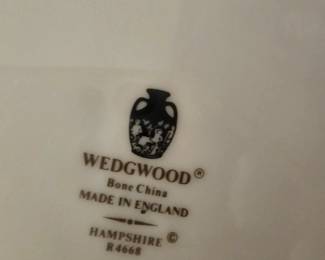 WEDGWOOD®
Bone China
MADE IN ENGLAND
HAMPSHIRE ©
R4668